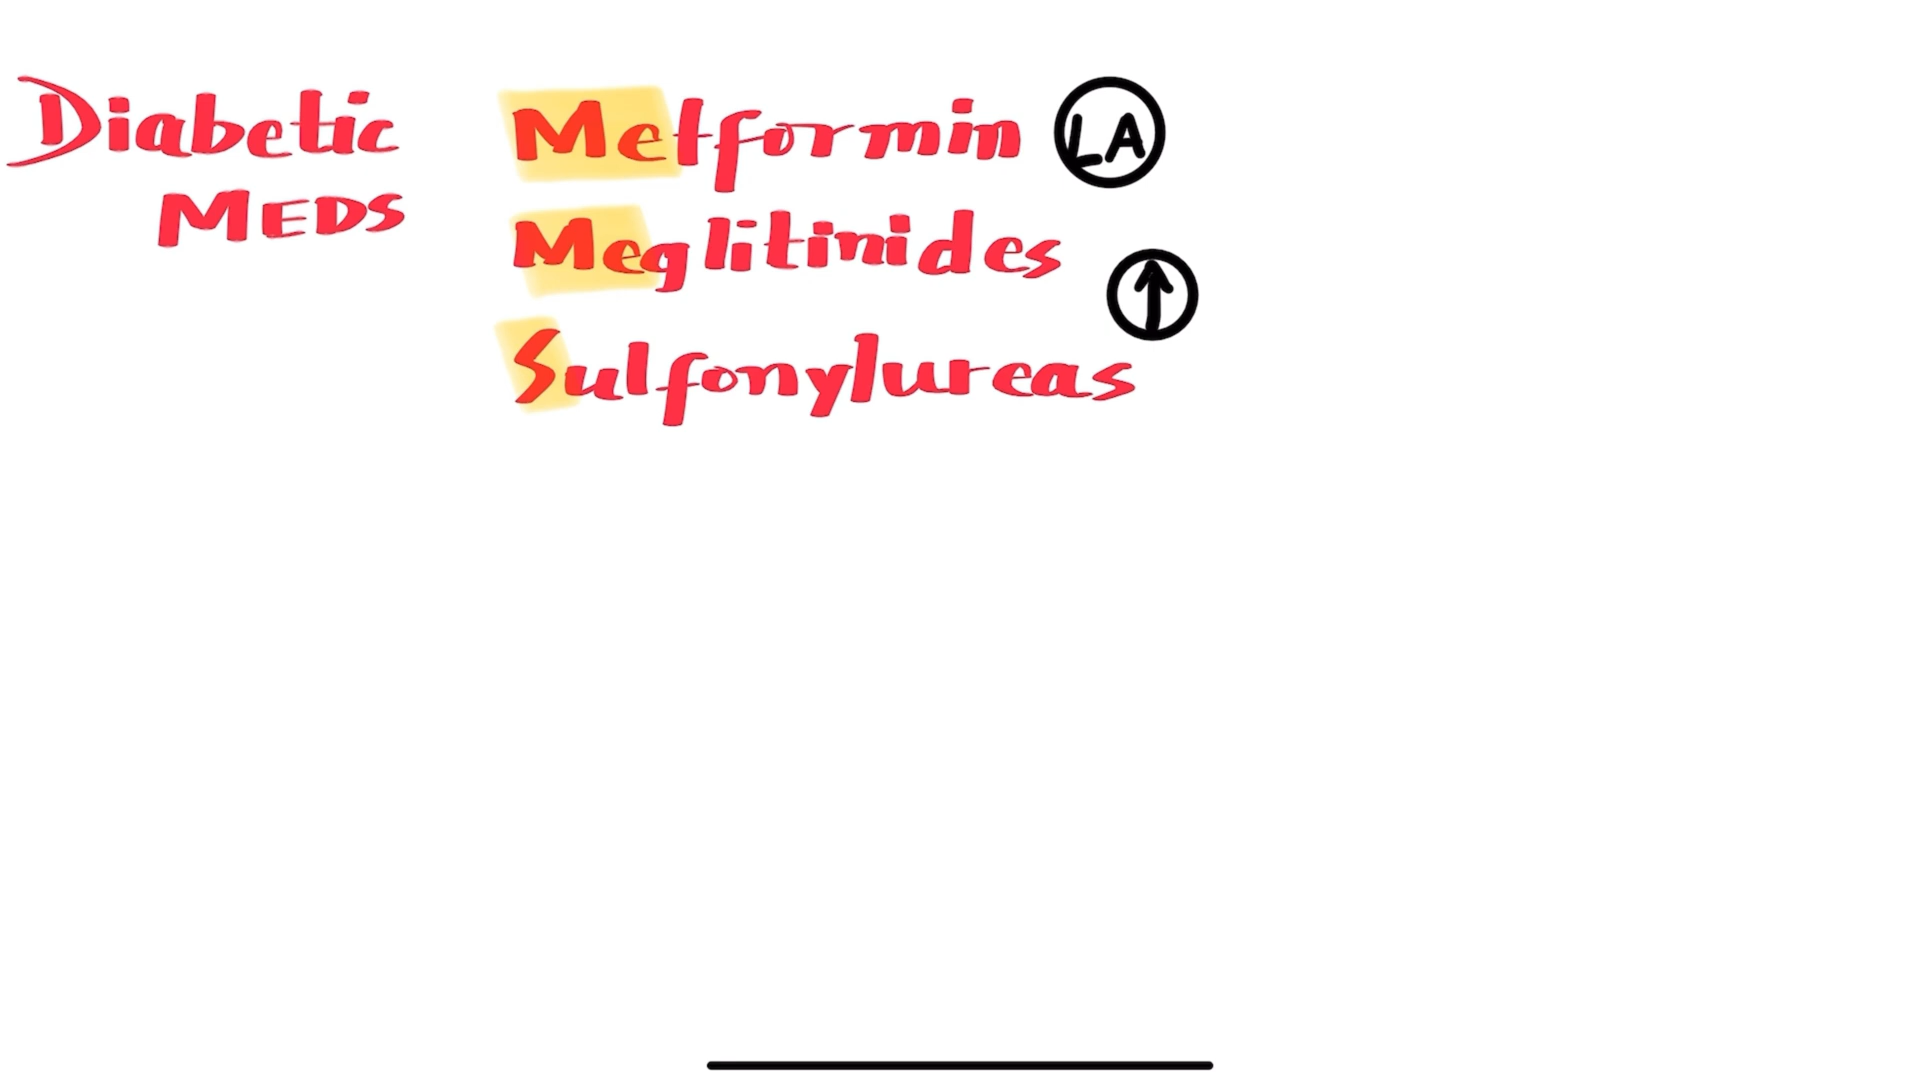 Diabetic
MEDS
Metformin LA
Meglitinides
↑
Sulfonylureas